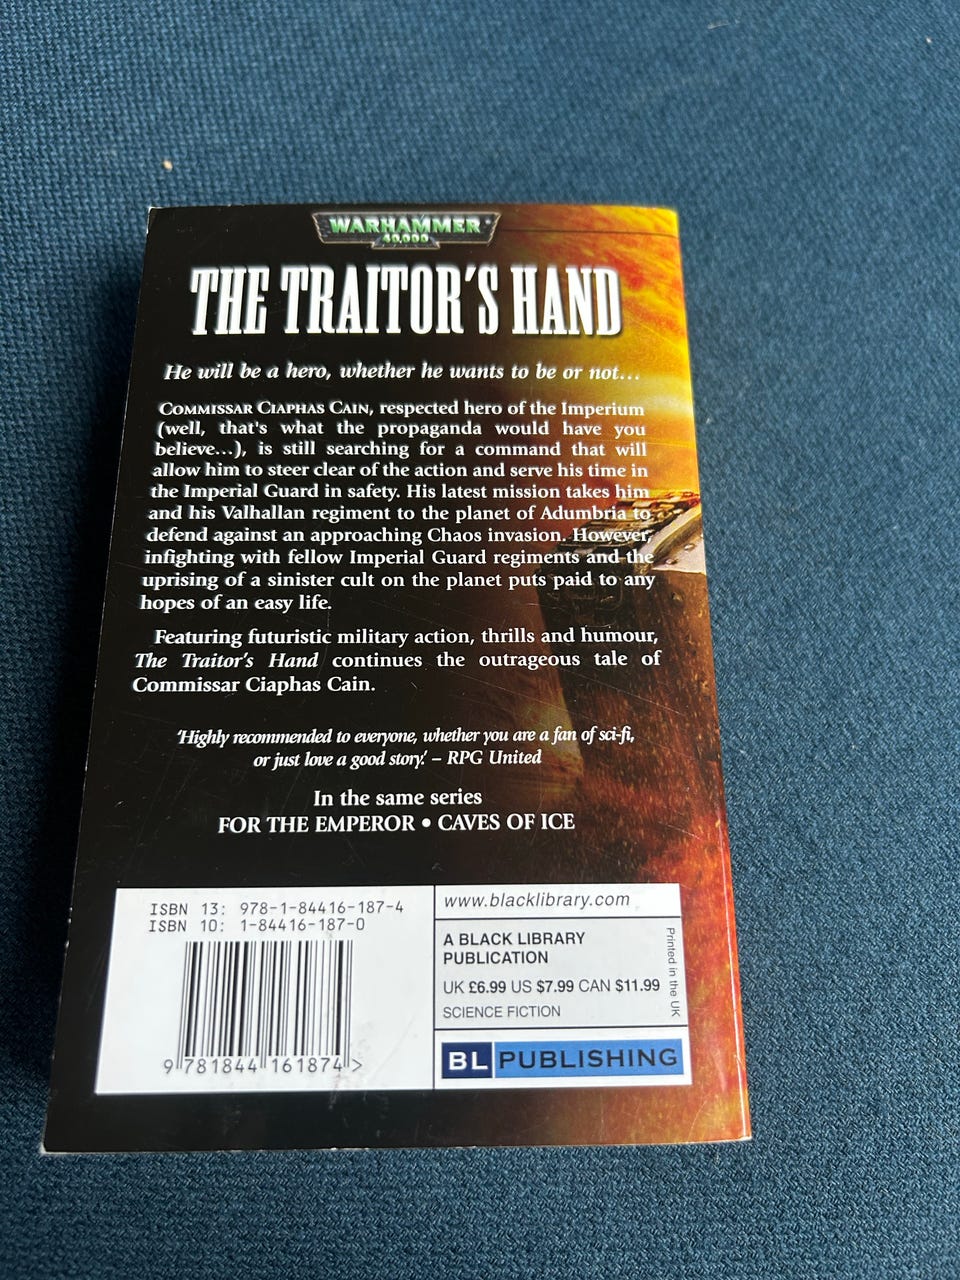 WARHAMMER
40,000
THE TRAITOR'S HAND
He will be a hero, whether he wants to be or not...
COMMISSAR CIAPHAS CAIN, respected hero of the Imperium
(well, that's what the propaganda would have you
believe...), is still searching for a command that will
allow him to steer clear of the action and serve his time in
the Imperial Guard in safety. His latest mission takes him
and his Valhallan regiment to the planet of Adumbria to
defend against an approaching Chaos invasion. However,
infighting with fellow Imperial Guard regiments and the
uprising of a sinister cult on the planet puts paid to any
hopes of an easy life.
Featuring futuristic military action, thrills and humour,
The Traitor's Hand continues the outrageous tale of
Commissar Ciaphas Cain.
'Highly recommended to everyone, whether you are a fan of sci-fi,
or just love a good story.' – RPG United
In the same series
FOR THE EMPEROR • CAVES OF ICE
ISBN 13: 978-1-84416-187-4
ISBN 10: 1-84416-187-0
9 781844 161874 >
www.blacklibrary.com
A BLACK LIBRARY
PUBLICATION
UK £6.99 US $7.99 CAN $11.99
SCIENCE FICTION
Printed in the UK
BL PUBLISHING